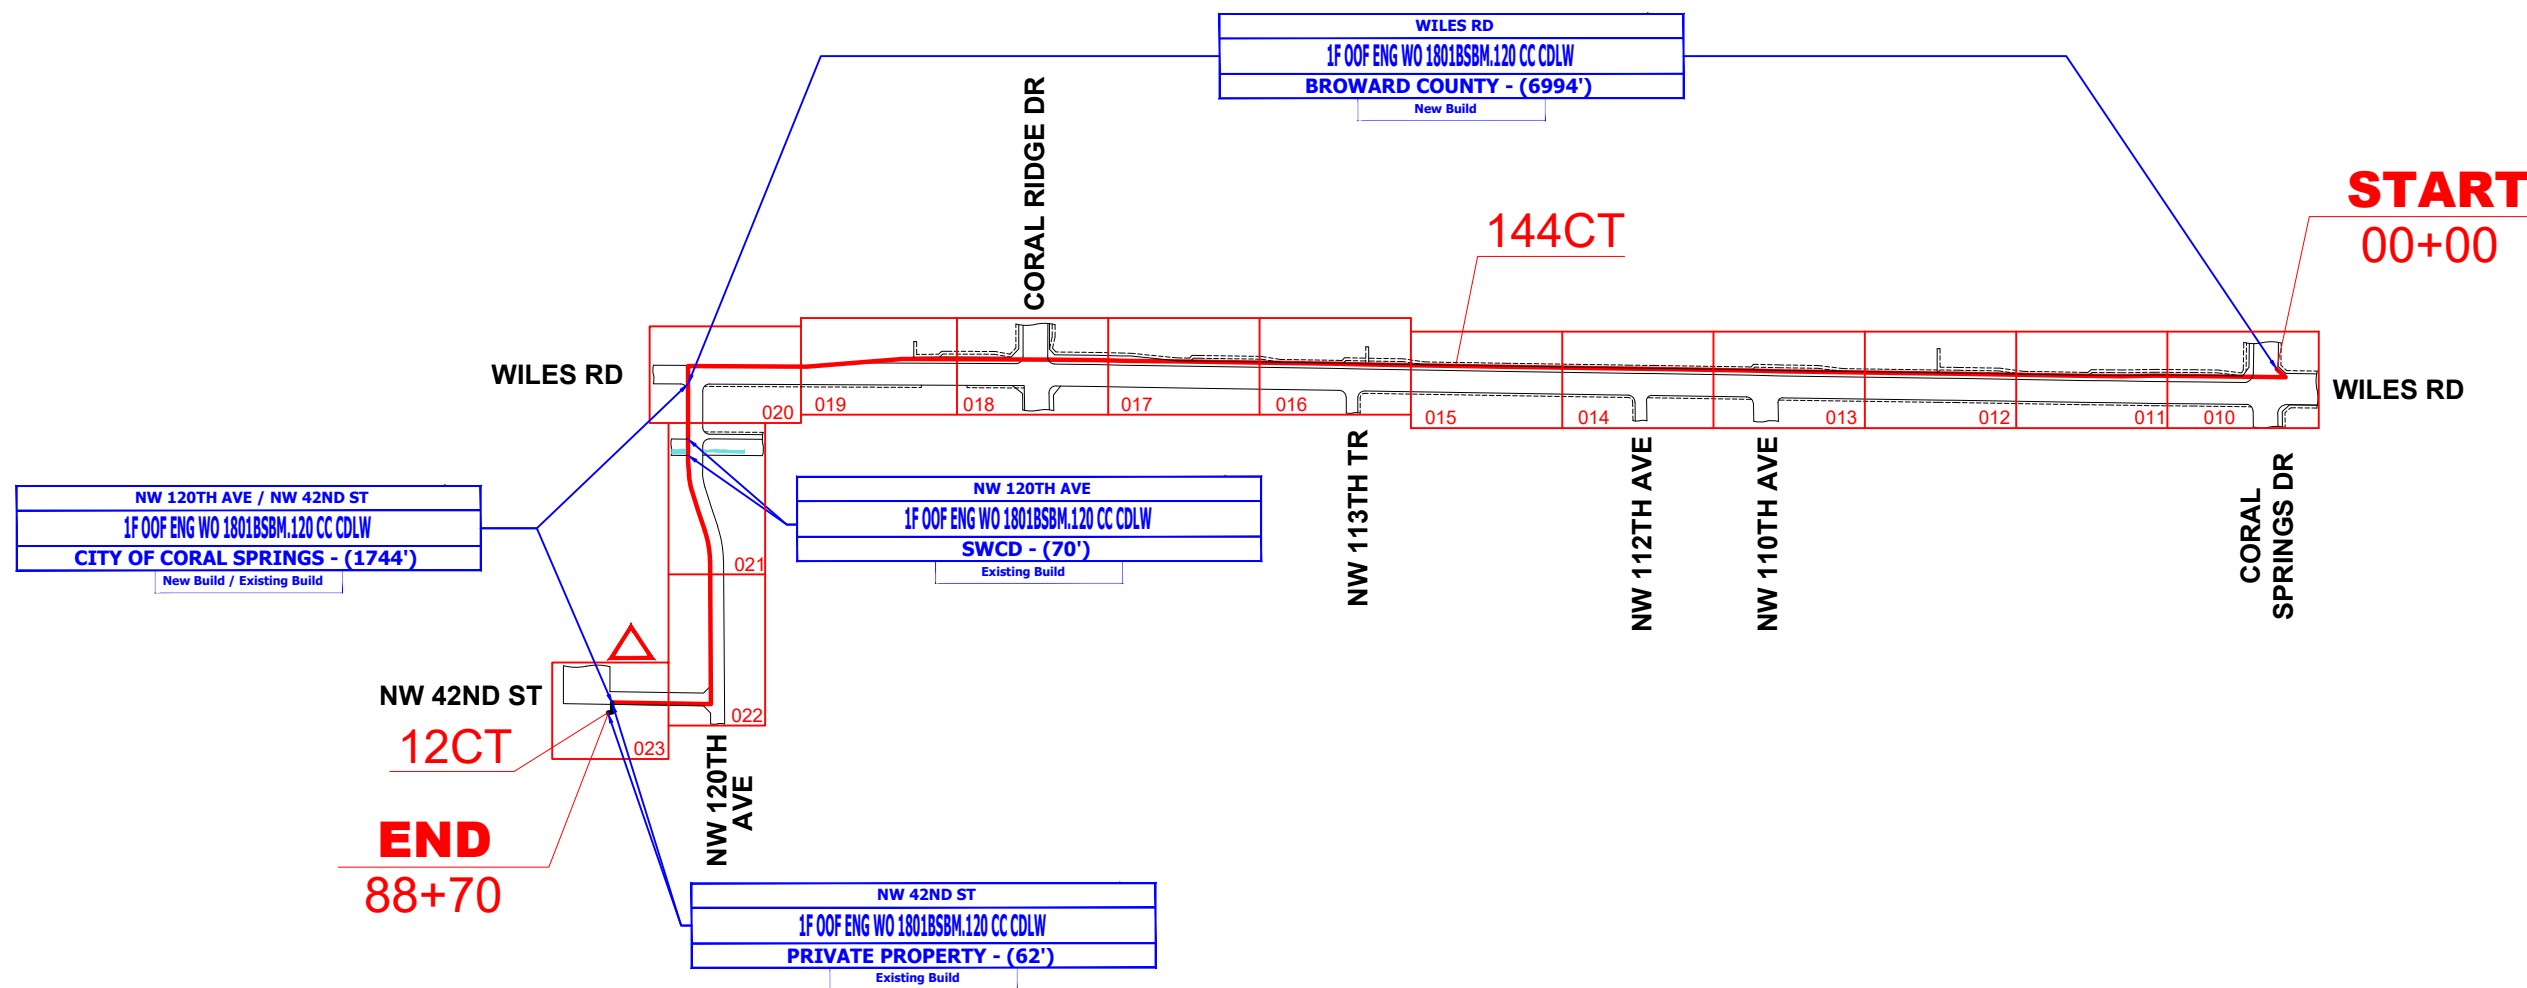 WILES RD
1F OOF ENG WO 1801BSBM.120 CC CDLW
BROWARD COUNTY - (6994')
New Build
CORAL RIDGE DR
START
00+00
144CT
WILES RD
WILES RD
020
019
018
017
016
015
014
013
012
011
010
NW 120TH AVE / NW 42ND ST
1F OOF ENG WO 1801BSBM.120 CC CDLW
CITY OF CORAL SPRINGS - (1744')
New Build / Existing Build
NW 120TH AVE
1F OOF ENG WO 1801BSBM.120 CC CDLW
SWCD - (70')
Existing Build
NW 113TH TR
NW 112TH AVE
NW 110TH AVE
CORAL
SPRINGS DR
021
NW 42ND ST
022
12CT
023
NW 120TH
AVE
END
88+70
NW 42ND ST
1F OOF ENG WO 1801BSBM.120 CC CDLW
PRIVATE PROPERTY - (62')
Existing Build